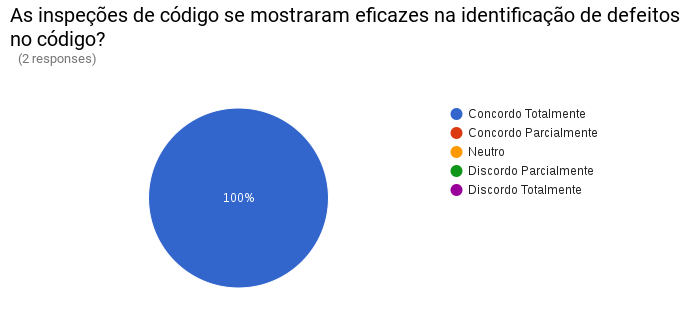 As inspeções de código se mostraram eficazes na identificação de defeitos
no código?
(2 responses)
100%
Concordo Totalmente
Concordo Parcialmente
Neutro
Discordo Parcialmente
Discordo Totalmente